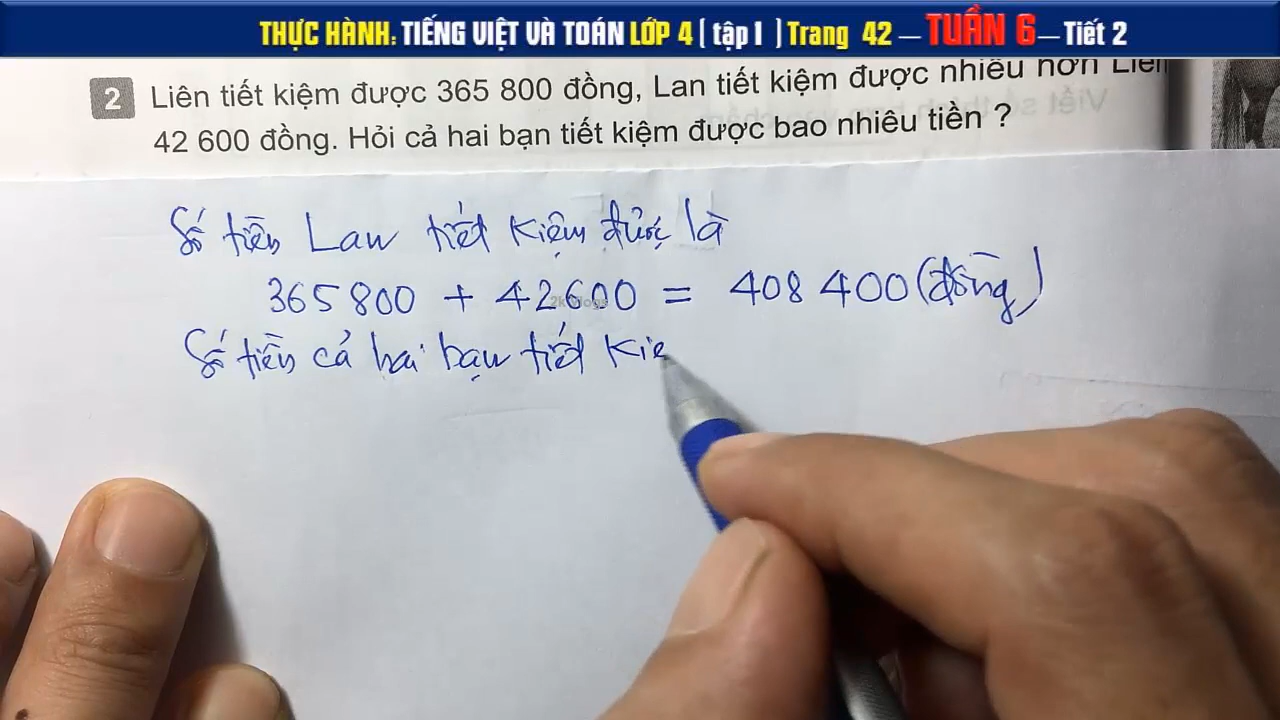 THỰC HÀNH: TIẾNG VIỆT VÀ TOÁN LỚP 4 ( tập 1 ) Trang 42 – TUẦN 6 – Tiết 2
2 Liên tiết kiệm được 365 800 đồng, Lan tiết kiệm được nhiều hơn Liên
42 600 đồng. Hỏi cả hai bạn tiết kiệm được bao nhiêu tiền ?
Số tiền Lan tiết kiệm được là
365 800 + 42 600 = 408 400 (đồng)
Số tiền cả hai bạn tiết kiệ